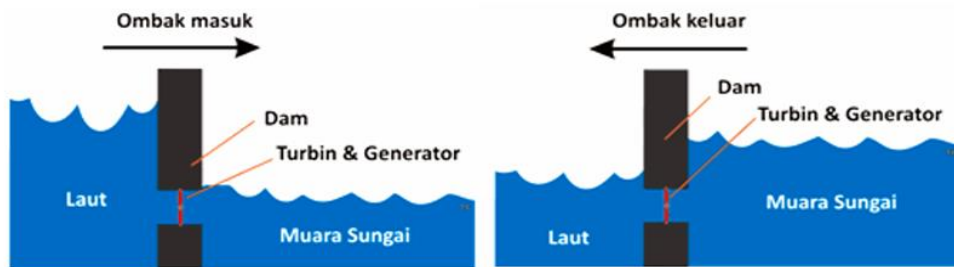 Ombak masuk
Dam
Turbin & Generator
Laut
Muara Sungai
Ombak keluar
Dam
Turbin & Generator
Muara Sungai
Laut